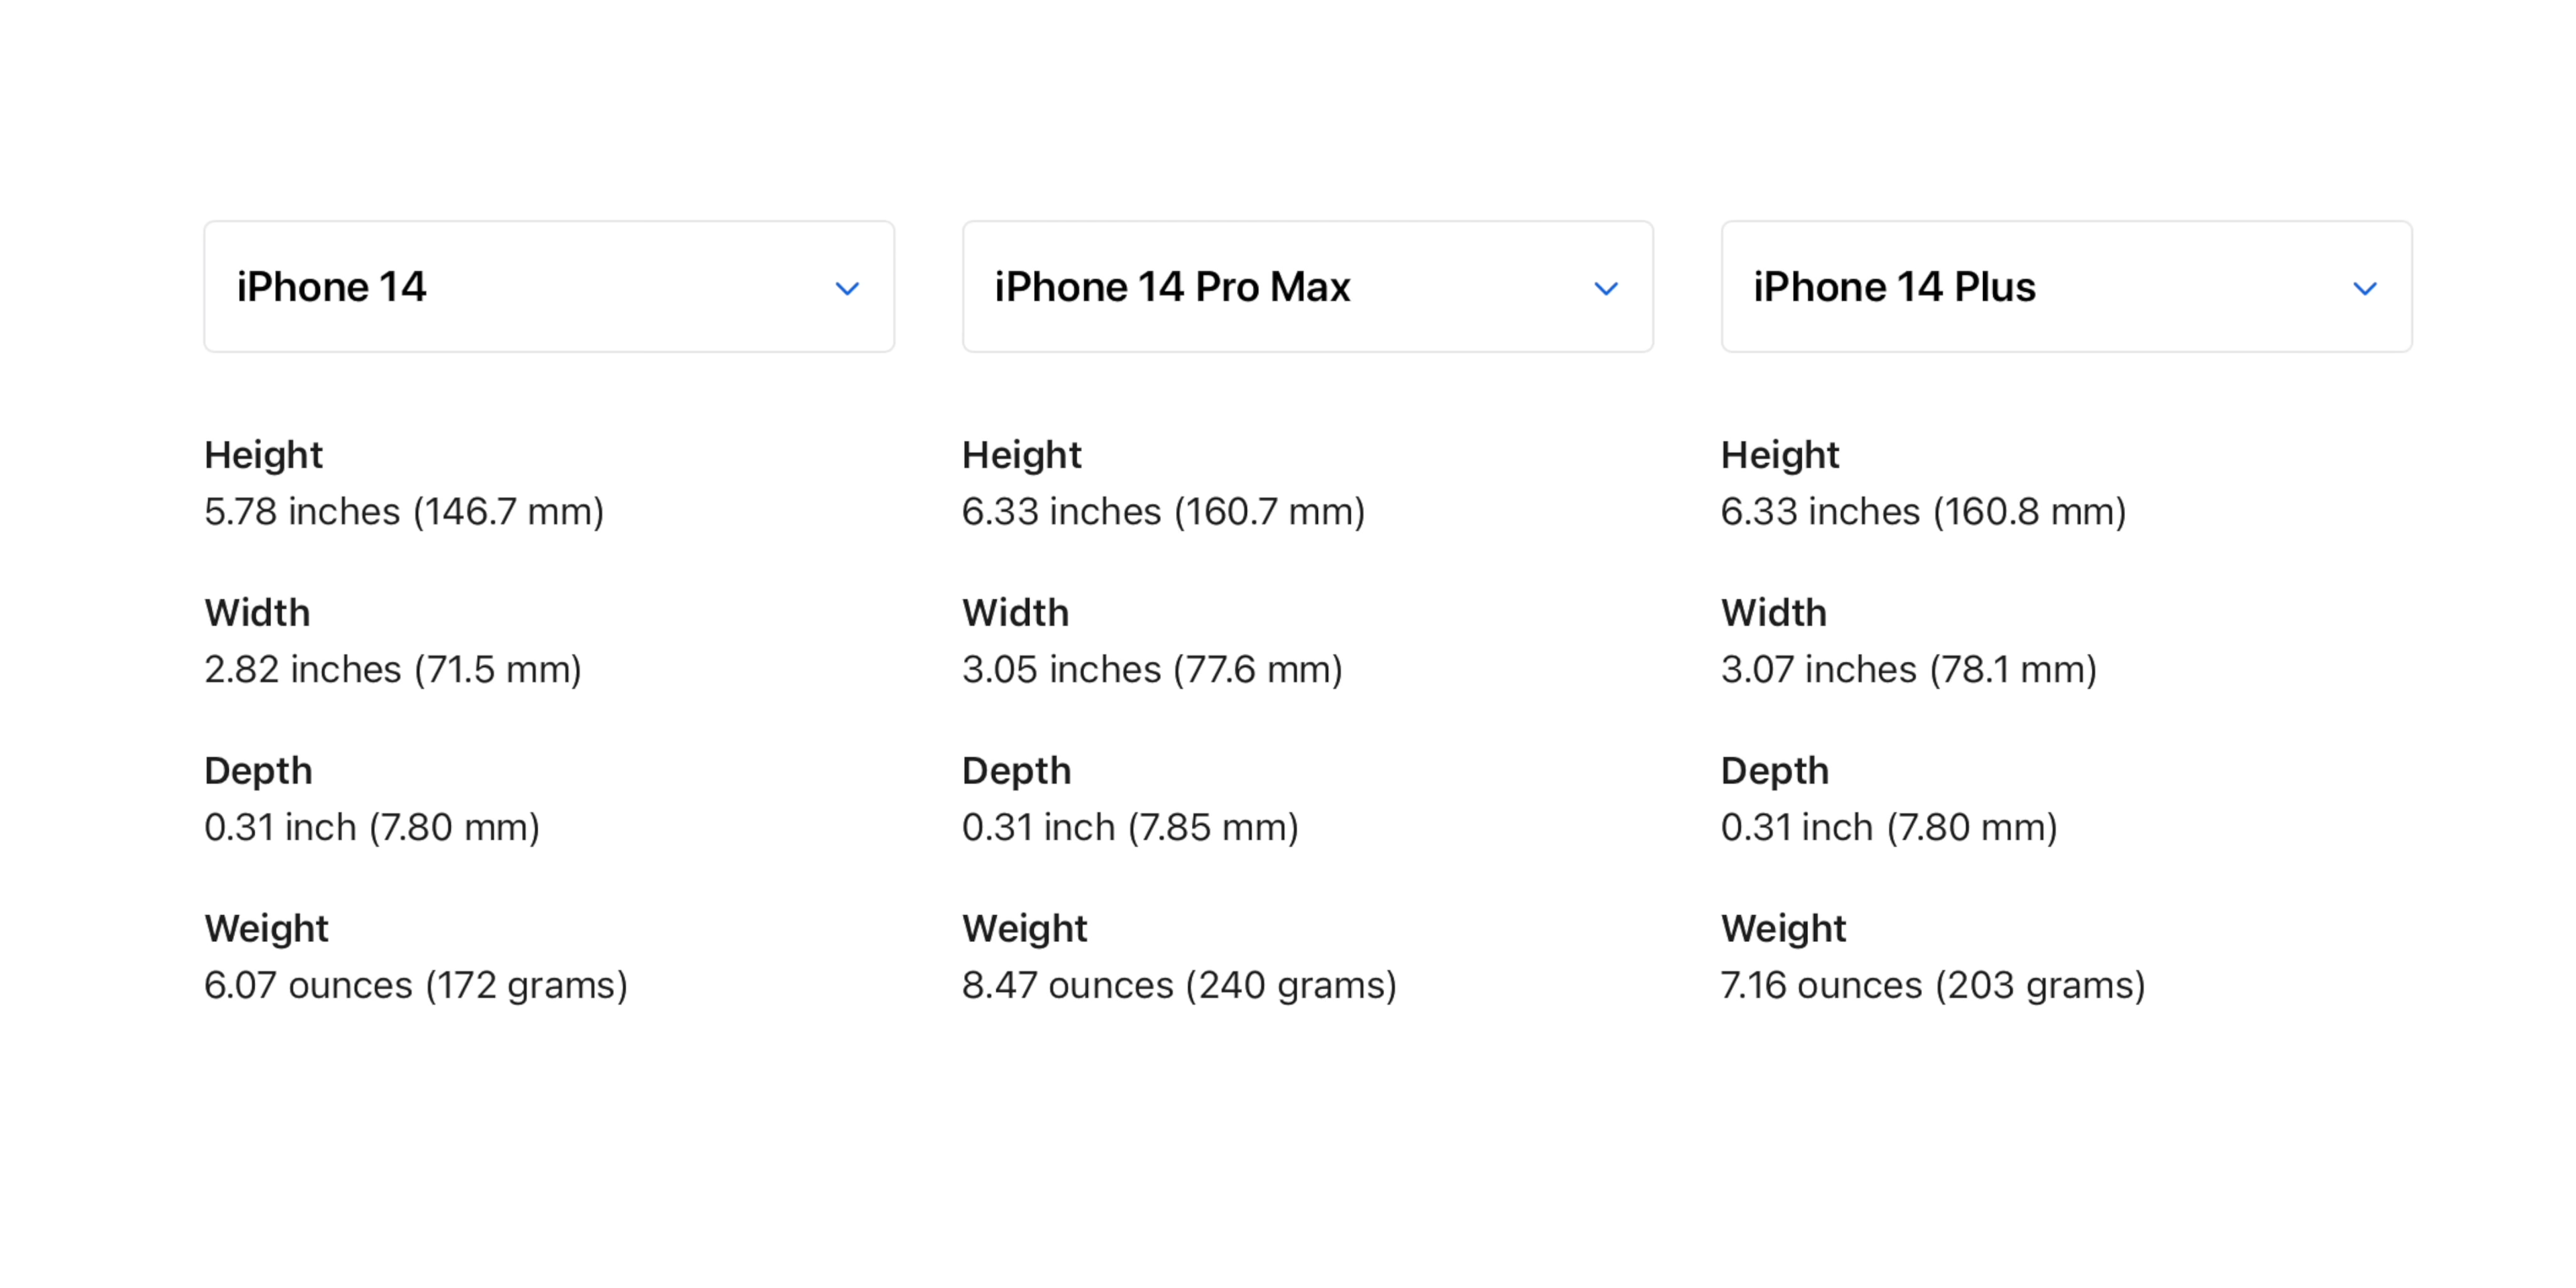 iPhone 14
Height
5.78 inches (146.7 mm)
Width
2.82 inches (71.5 mm)
Depth
0.31 inch (7.80 mm)
Weight
6.07 ounces (172 grams)
iPhone 14 Pro Max
Height
6.33 inches (160.7 mm)
Width
3.05 inches (77.6 mm)
Depth
0.31 inch (7.85 mm)
Weight
8.47 ounces (240 grams)
iPhone 14 Plus
Height
6.33 inches (160.8 mm)
Width
3.07 inches (78.1 mm)
Depth
0.31 inch (7.80 mm)
Weight
7.16 ounces (203 grams)